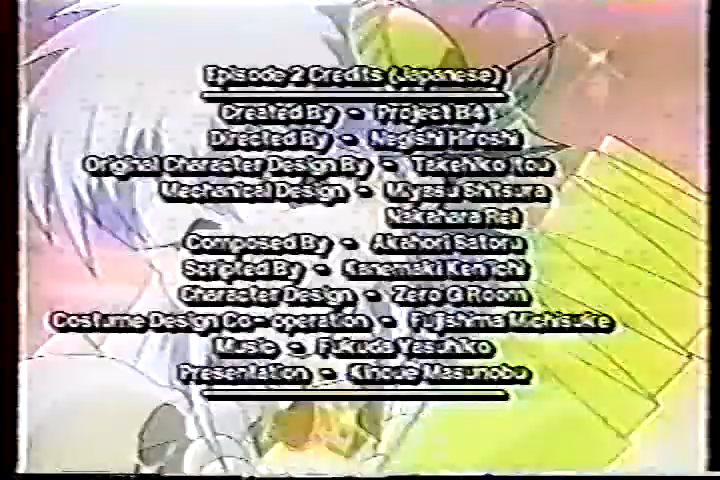 Episode 2 Credits (Japanese)
Created By - Project B4
Directed By - Negishi Hiroshi
Original Character Design By - Takehiko Itou
Mechanical Design - Miyasu Shitsura
Nakahara Rei
Composed By - Akahori Satoru
Scripted By - Kanemaki Ken'ichi
Character Design - Zero G Room
Costume Design Co-operation - Fujishima Michisuke
Music - Fukuda Yasuhiko
Presentation - Kinoue Masunobu